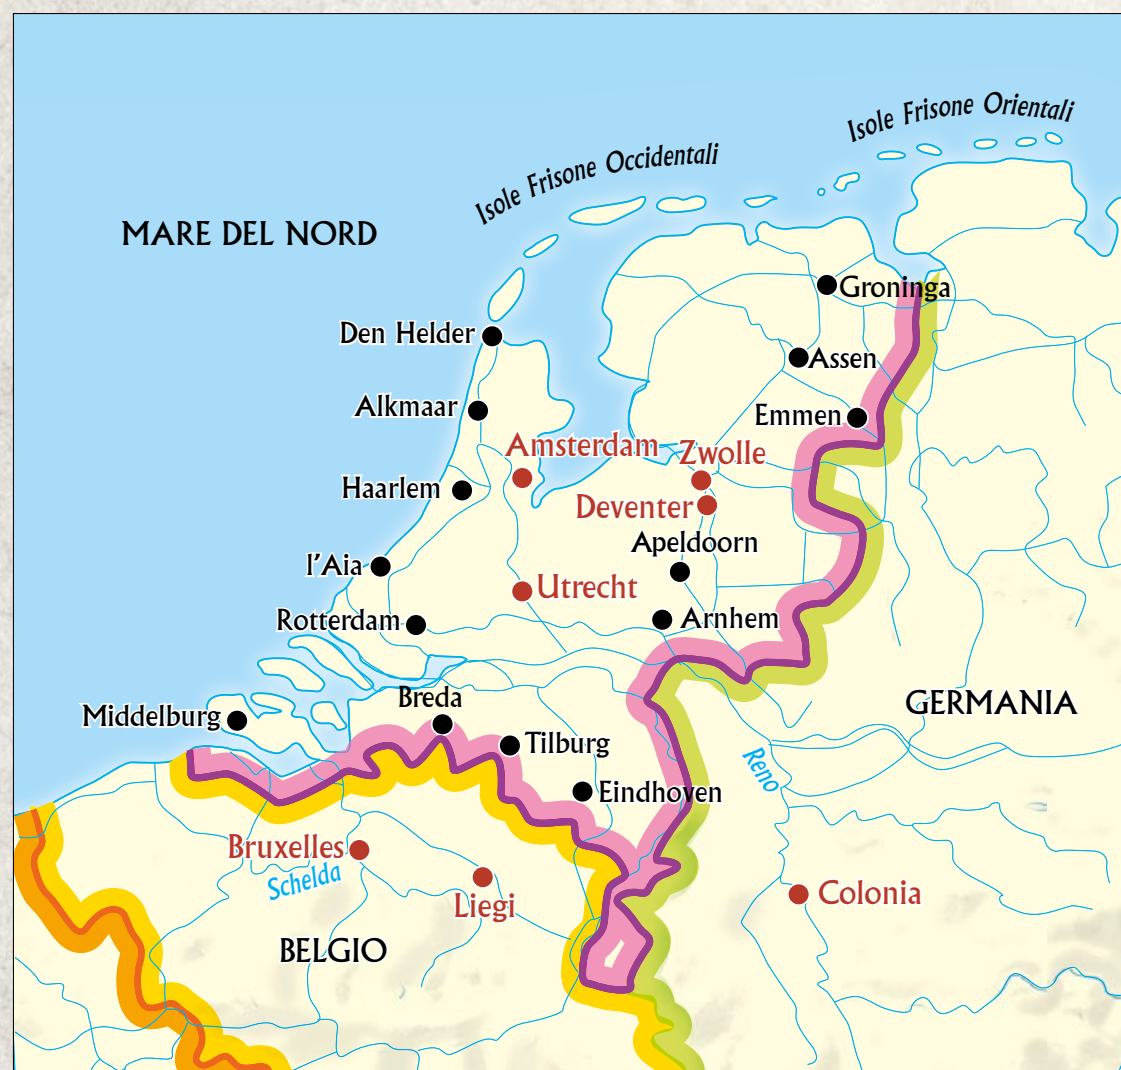 Isole Frisone Orientali
Isole Frisone Occidentali
MARE DEL NORD
Groninga
Den Helder
Assen
Alkmaar
Emmen
Amsterdam
Zwolle
Haarlem
Deventer
Apeldoorn
l'Aia
Utrecht
Rotterdam
Arnhem
Breda
GERMANIA
Middelburg
Tilburg
Reno
Eindhoven
Bruxelles
Schelda
Liegi
Colonia
BELGIO